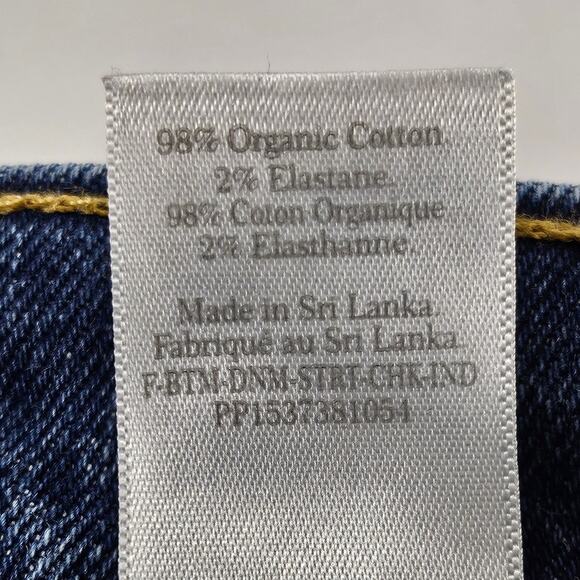 98% Organic Cotton.
2% Elastane.
98% Coton Organique
2% Elasthanne.
Made in Sri Lanka.
Fabriqué au Sri Lanka.
F-BTM-DNM-STRT-CHK-IND
PP1537381054